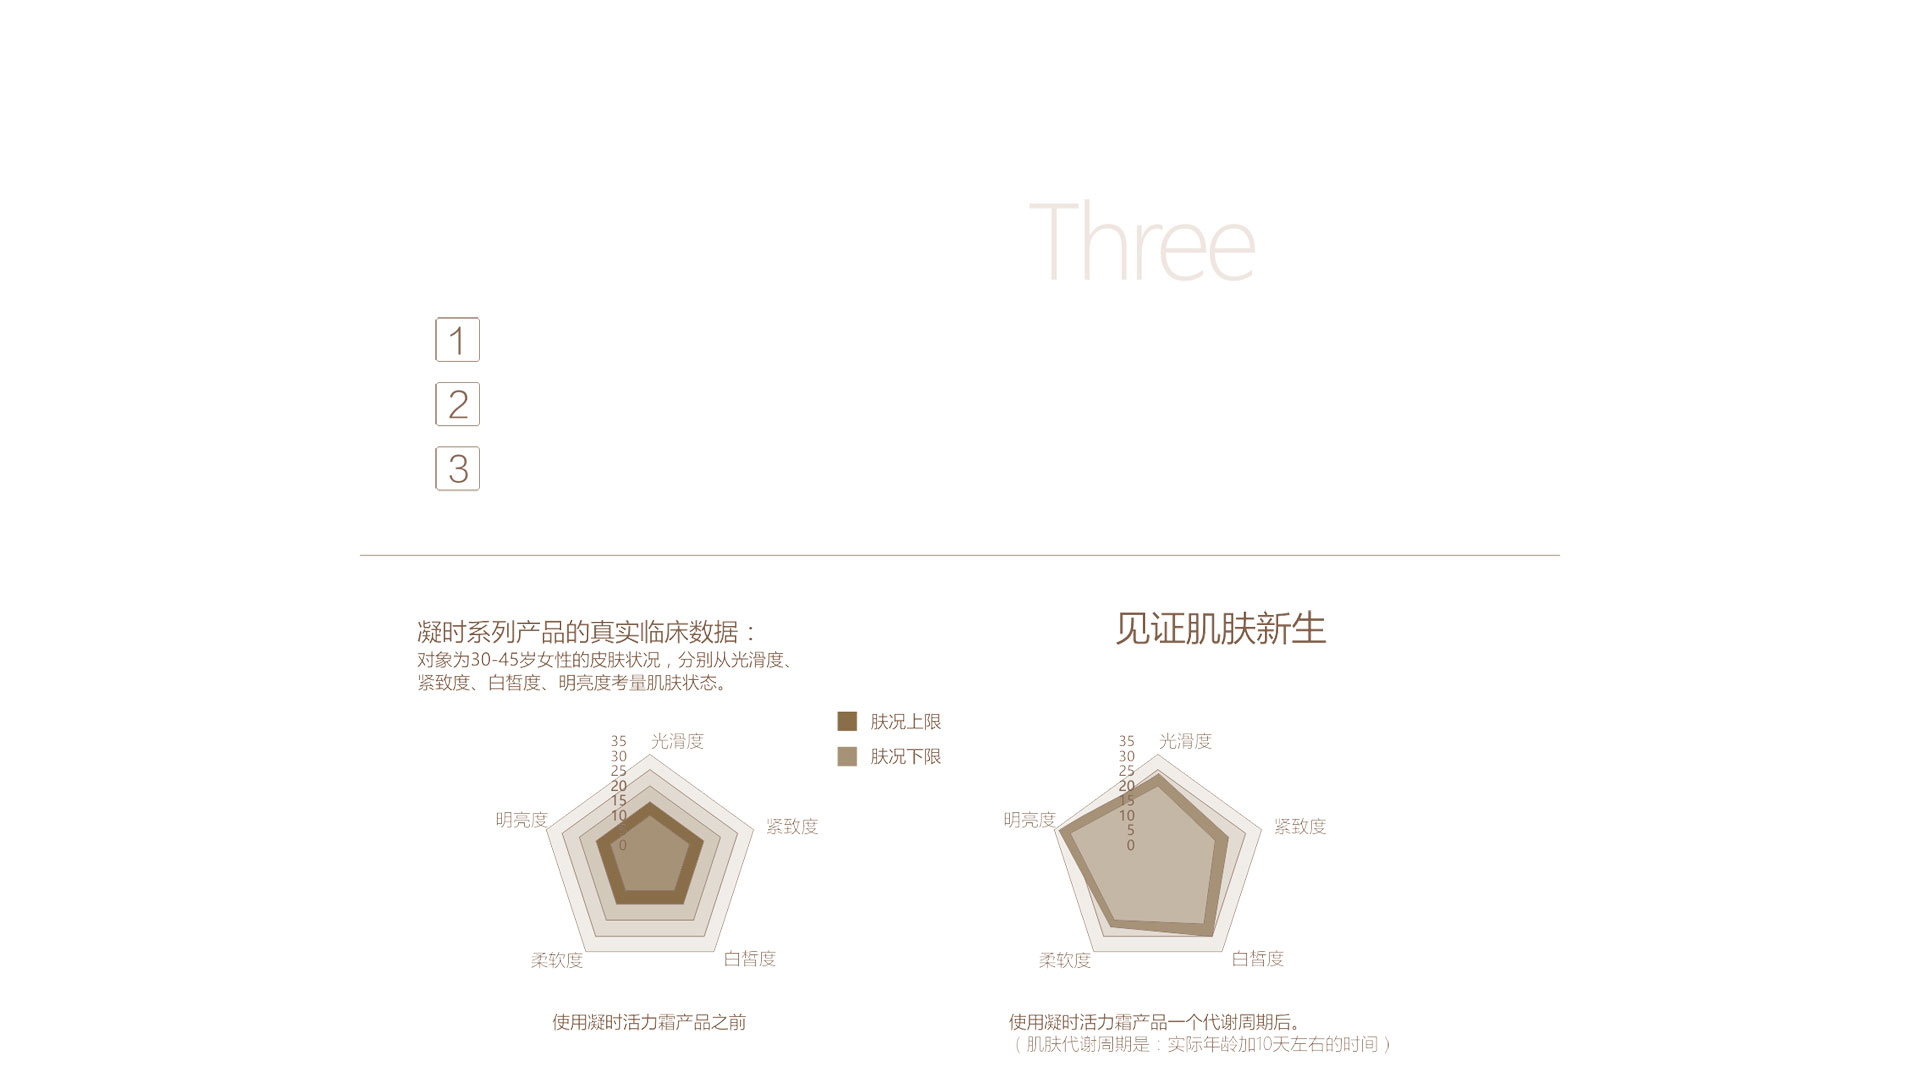 Three
1
2
3
凝时系列产品的真实临床数据：
对象为30-45岁女性的皮肤状况，分别从光滑度、
紧致度、白皙度、明亮度考量肌肤状态。
见证肌肤新生
肤况上限
肤况下限
35
30
25
20
15
10
5
0
光滑度
紧致度
白皙度
柔软度
明亮度
使用凝时活力霜产品之前
35
30
25
20
15
10
5
0
光滑度
紧致度
白皙度
柔软度
明亮度
使用凝时活力霜产品一个代谢周期后。
（肌肤代谢周期是：实际年龄加10天左右的时间）